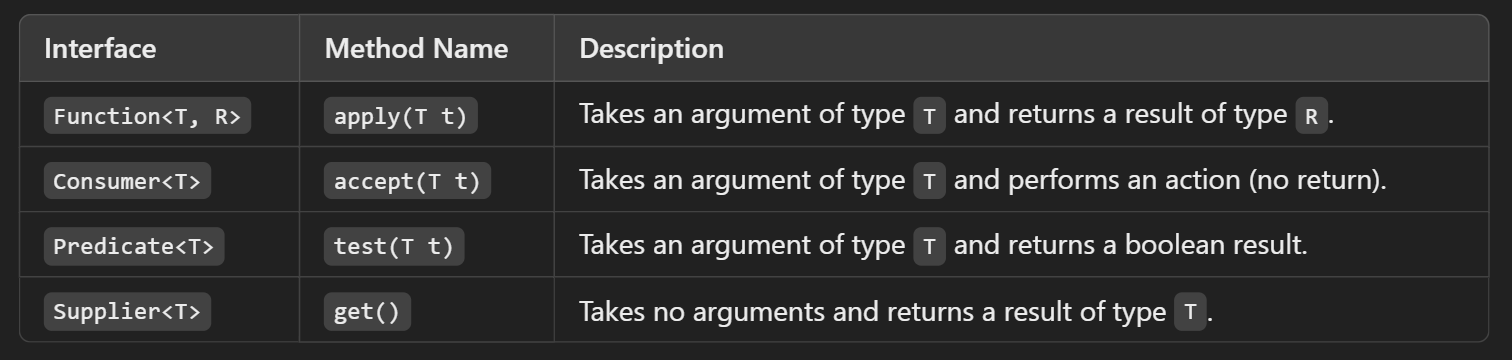 Interface Method Name Description
Function<T, R> apply(T t) Takes an argument of type T and returns a result of type R.
Consumer<T> accept(T t) Takes an argument of type T and performs an action (no return).
Predicate<T> test(T t) Takes an argument of type T and returns a boolean result.
Supplier<T> get() Takes no arguments and returns a result of type T.